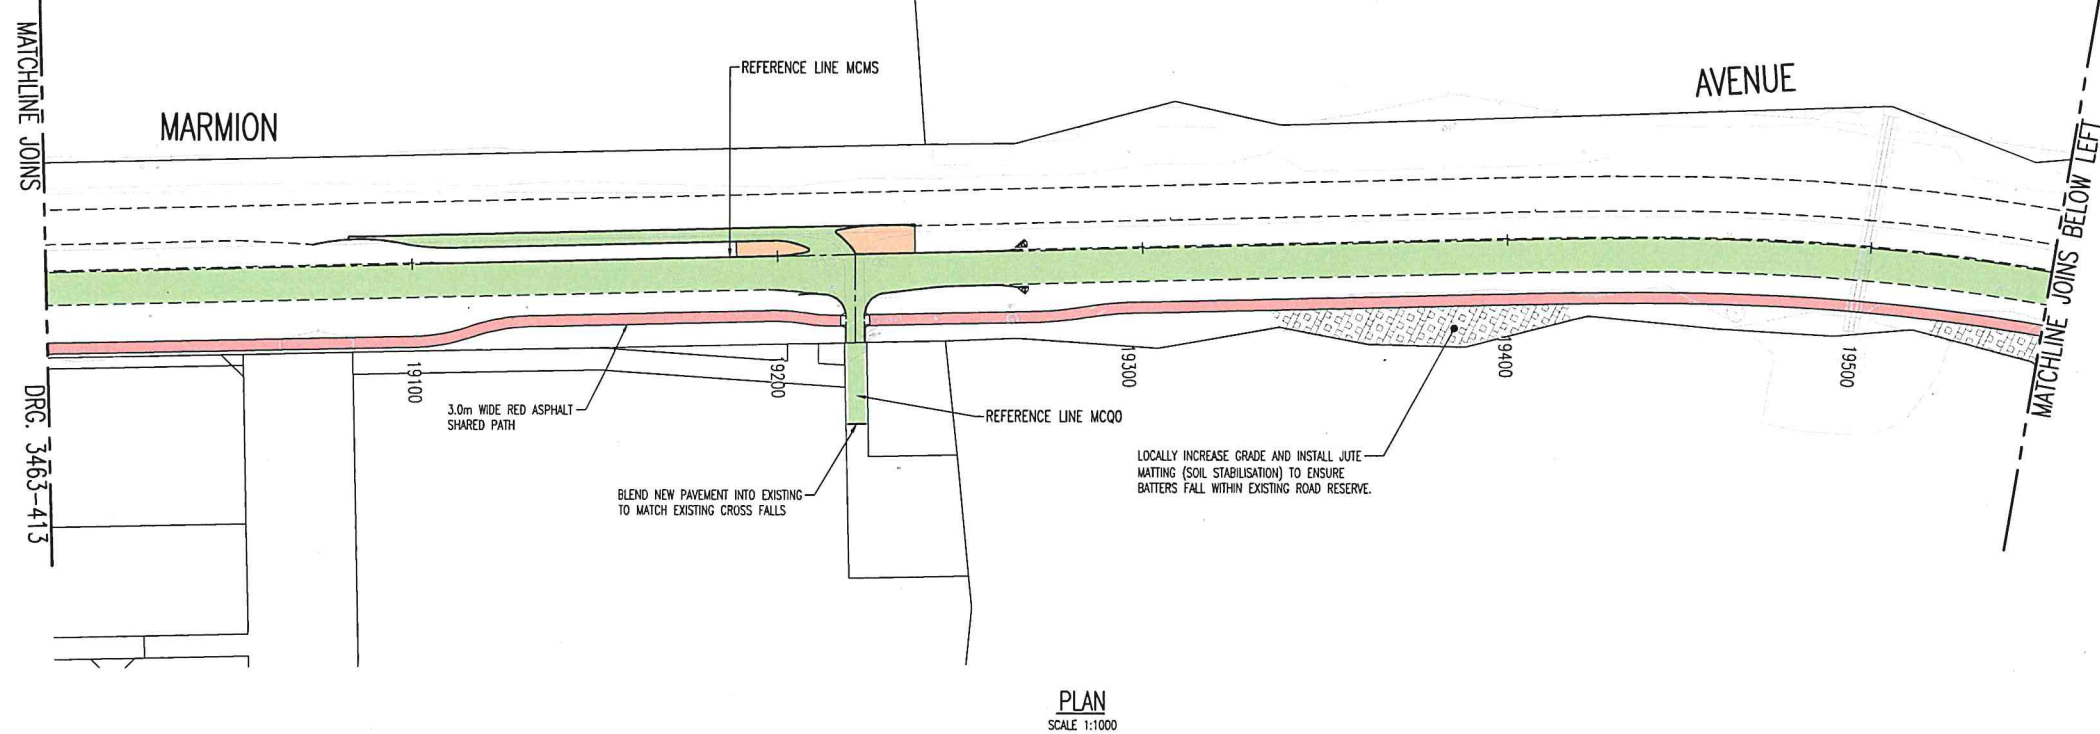 MATCHLINE JOINS
DRG. 3463-413
MARMION
REFERENCE LINE MCMS
AVENUE
MATCHLINE JOINS BELOW LEFT
19100
19200
19300
19400
19500
3.0m WIDE RED ASPHALT
SHARED PATH
REFERENCE LINE MCQO
LOCALLY INCREASE GRADE AND INSTALL JUTE
MATTING (SOIL STABILISATION) TO ENSURE
BATTERS FALL WITHIN EXISTING ROAD RESERVE.
BLEND NEW PAVEMENT INTO EXISTING
TO MATCH EXISTING CROSS FALLS
PLAN
SCALE 1:1000